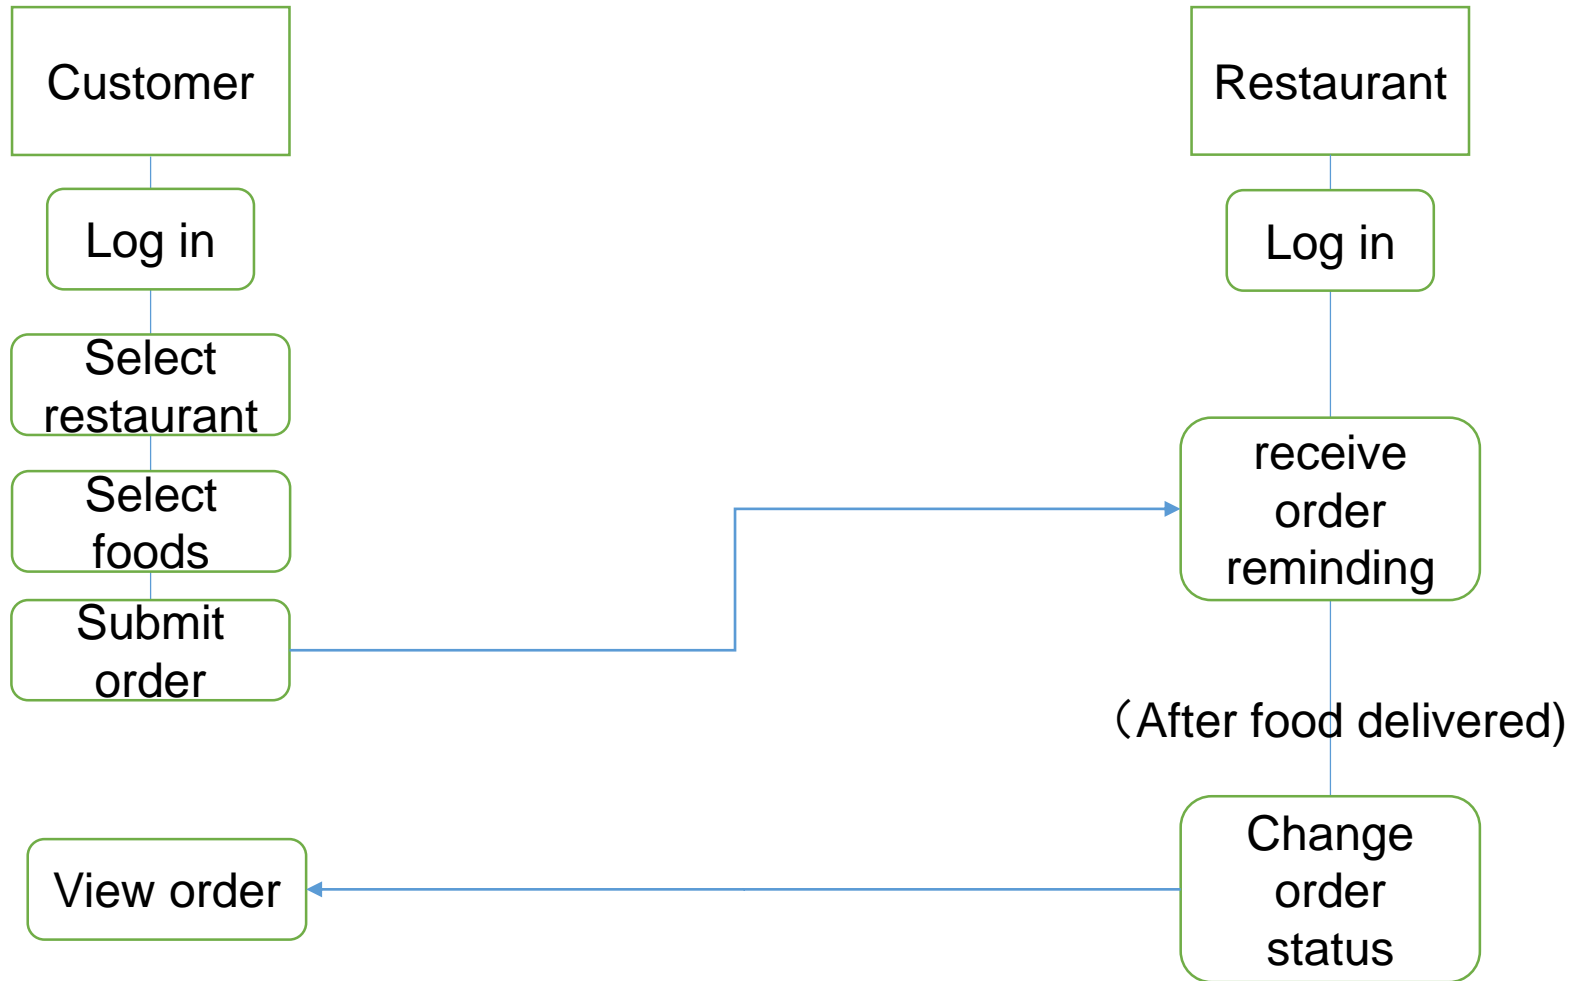 Customer
Log in
Select
restaurant
Select
foods
Submit
order
View order
Restaurant
Log in
receive
order
reminding
（After food delivered)
Change
order
status